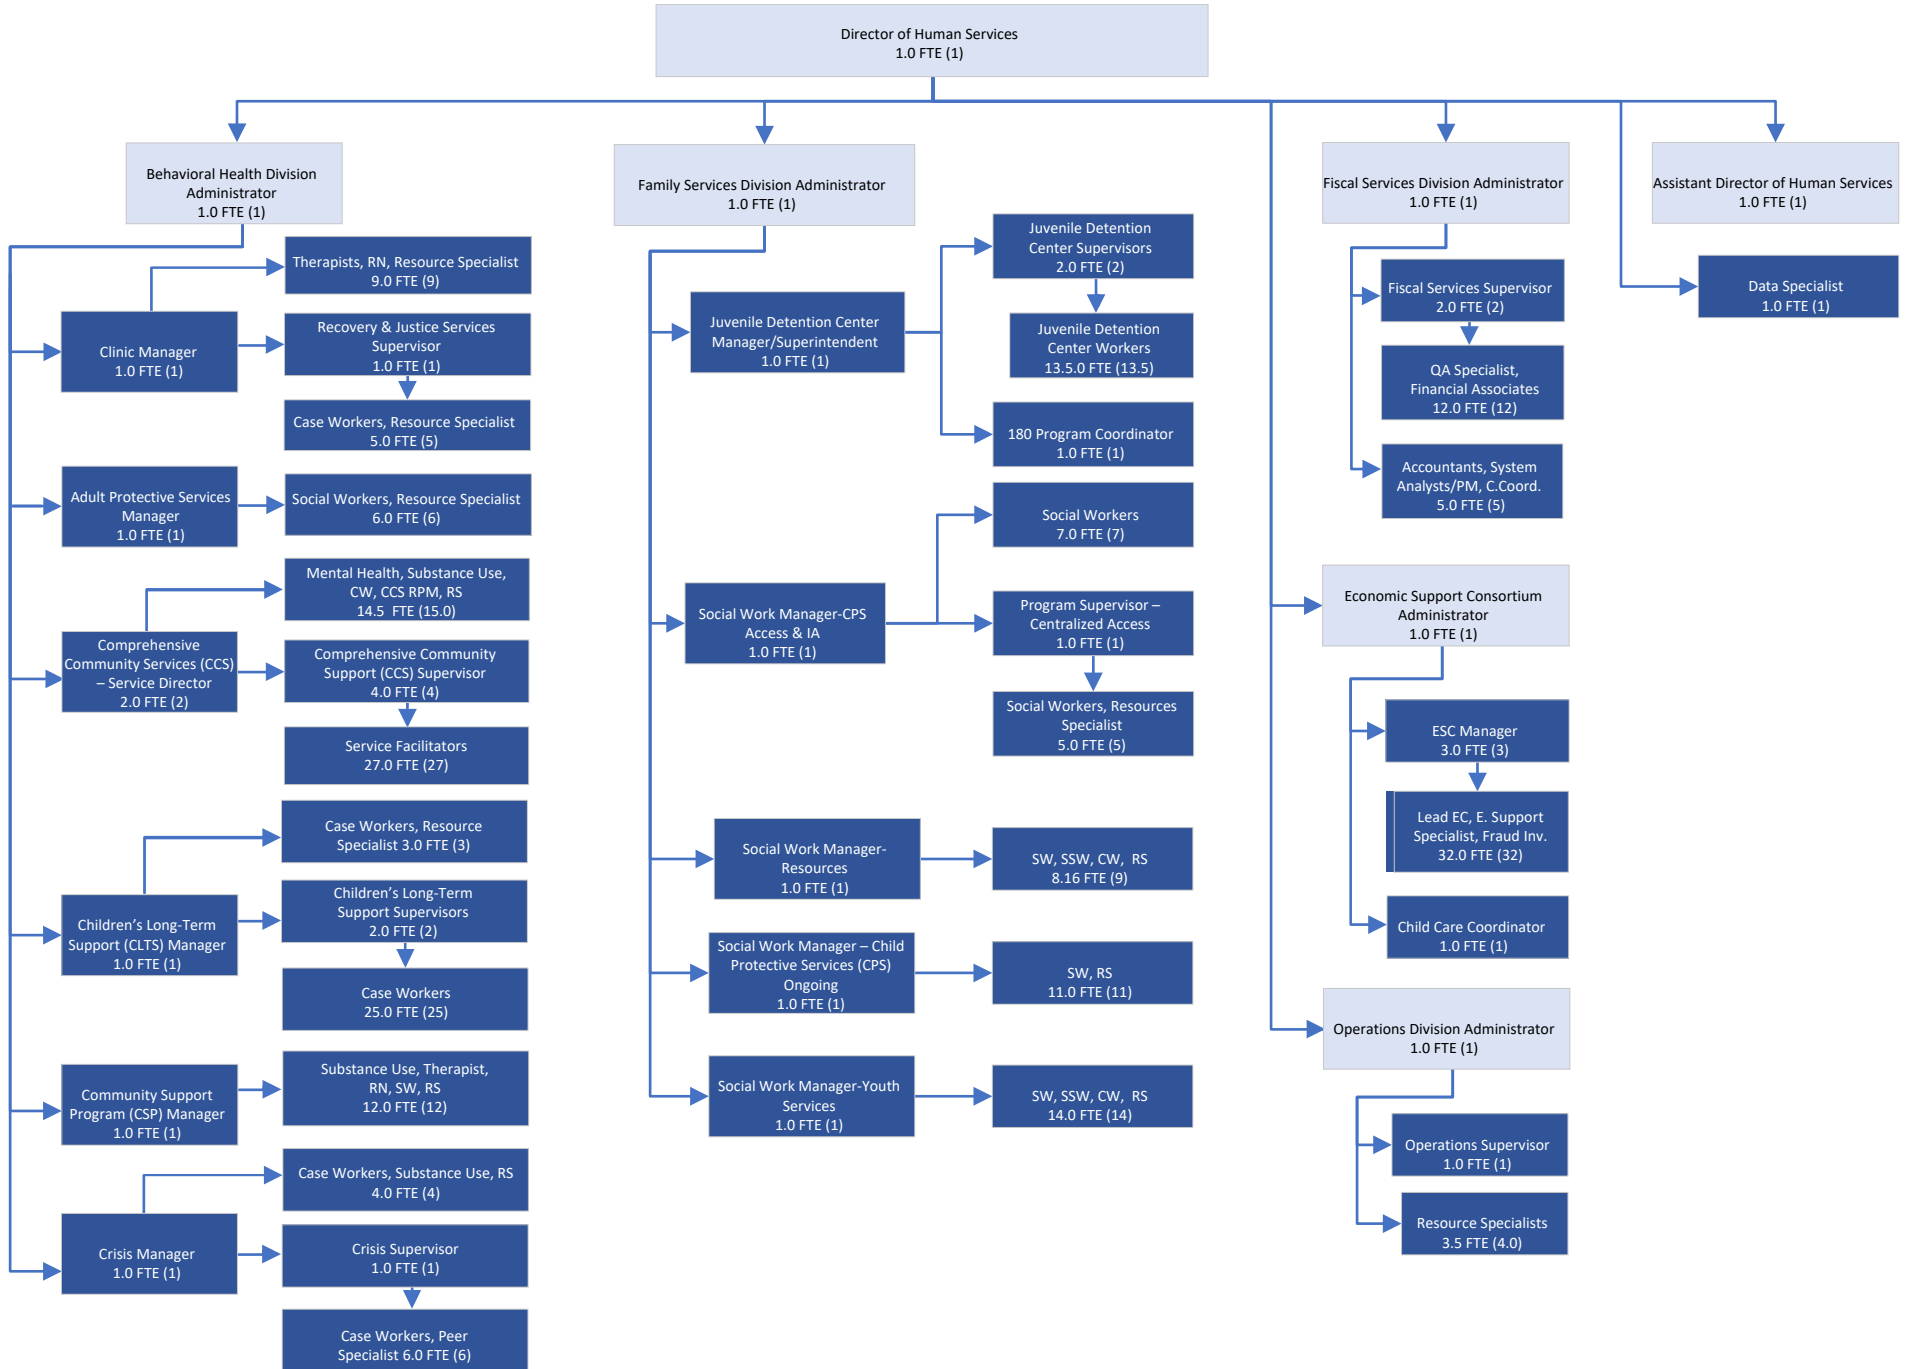 Director of Human Services
1.0 FTE (1)
Behavioral Health Division
Administrator
1.0 FTE (1)
Therapists, RN, Resource Specialist
9.0 FTE (9)
Clinic Manager
1.0 FTE (1)
Recovery & Justice Services
Supervisor
1.0 FTE (1)
Case Workers, Resource Specialist
5.0 FTE (5)
Adult Protective Services
Manager
1.0 FTE (1)
Social Workers, Resource Specialist
6.0 FTE (6)
Mental Health, Substance Use,
CW, CCS RPM, RS
14.5  FTE (15.0)
Comprehensive
Community Services (CCS)
– Service Director
2.0 FTE (2)
Comprehensive Community
Support (CCS) Supervisor
4.0 FTE (4)
Service Facilitators
27.0 FTE (27)
Case Workers, Resource
Specialist 3.0 FTE (3)
Children's Long-Term
Support (CLTS) Manager
1.0 FTE (1)
Children's Long-Term
Support Supervisors
2.0 FTE (2)
Case Workers
25.0 FTE (25)
Community Support
Program (CSP) Manager
1.0 FTE (1)
Substance Use, Therapist,
RN, SW, RS
12.0 FTE (12)
Case Workers, Substance Use, RS
4.0 FTE (4)
Crisis Manager
1.0 FTE (1)
Crisis Supervisor
1.0 FTE (1)
Case Workers, Peer
Specialist 6.0 FTE (6)
Family Services Division Administrator
1.0 FTE (1)
Juvenile Detention Center
Manager/Superintendent
1.0 FTE (1)
Juvenile Detention
Center Supervisors
2.0 FTE (2)
Juvenile Detention
Center Workers
13.5.0 FTE (13.5)
180 Program Coordinator
1.0 FTE (1)
Social Work Manager-CPS
Access & IA
1.0 FTE (1)
Social Workers
7.0 FTE (7)
Program Supervisor –
Centralized Access
1.0 FTE (1)
Social Workers, Resources
Specialist
5.0 FTE (5)
Social Work Manager-
Resources
1.0 FTE (1)
SW, SSW, CW,  RS
8.16 FTE (9)
Social Work Manager – Child
Protective Services (CPS)
Ongoing
1.0 FTE (1)
SW, RS
11.0 FTE (11)
Social Work Manager-Youth
Services
1.0 FTE (1)
SW, SSW, CW,  RS
14.0 FTE (14)
Fiscal Services Division Administrator
1.0 FTE (1)
Fiscal Services Supervisor
2.0 FTE (2)
QA Specialist,
Financial Associates
12.0 FTE (12)
Accountants, System
Analysts/PM, C.Coord.
5.0 FTE (5)
Economic Support Consortium
Administrator
1.0 FTE (1)
ESC Manager
3.0 FTE (3)
Lead EC, E. Support
Specialist, Fraud Inv.
32.0 FTE (32)
Child Care Coordinator
1.0 FTE (1)
Operations Division Administrator
1.0 FTE (1)
Operations Supervisor
1.0 FTE (1)
Resource Specialists
3.5 FTE (4.0)
Assistant Director of Human Services
1.0 FTE (1)
Data Specialist
1.0 FTE (1)